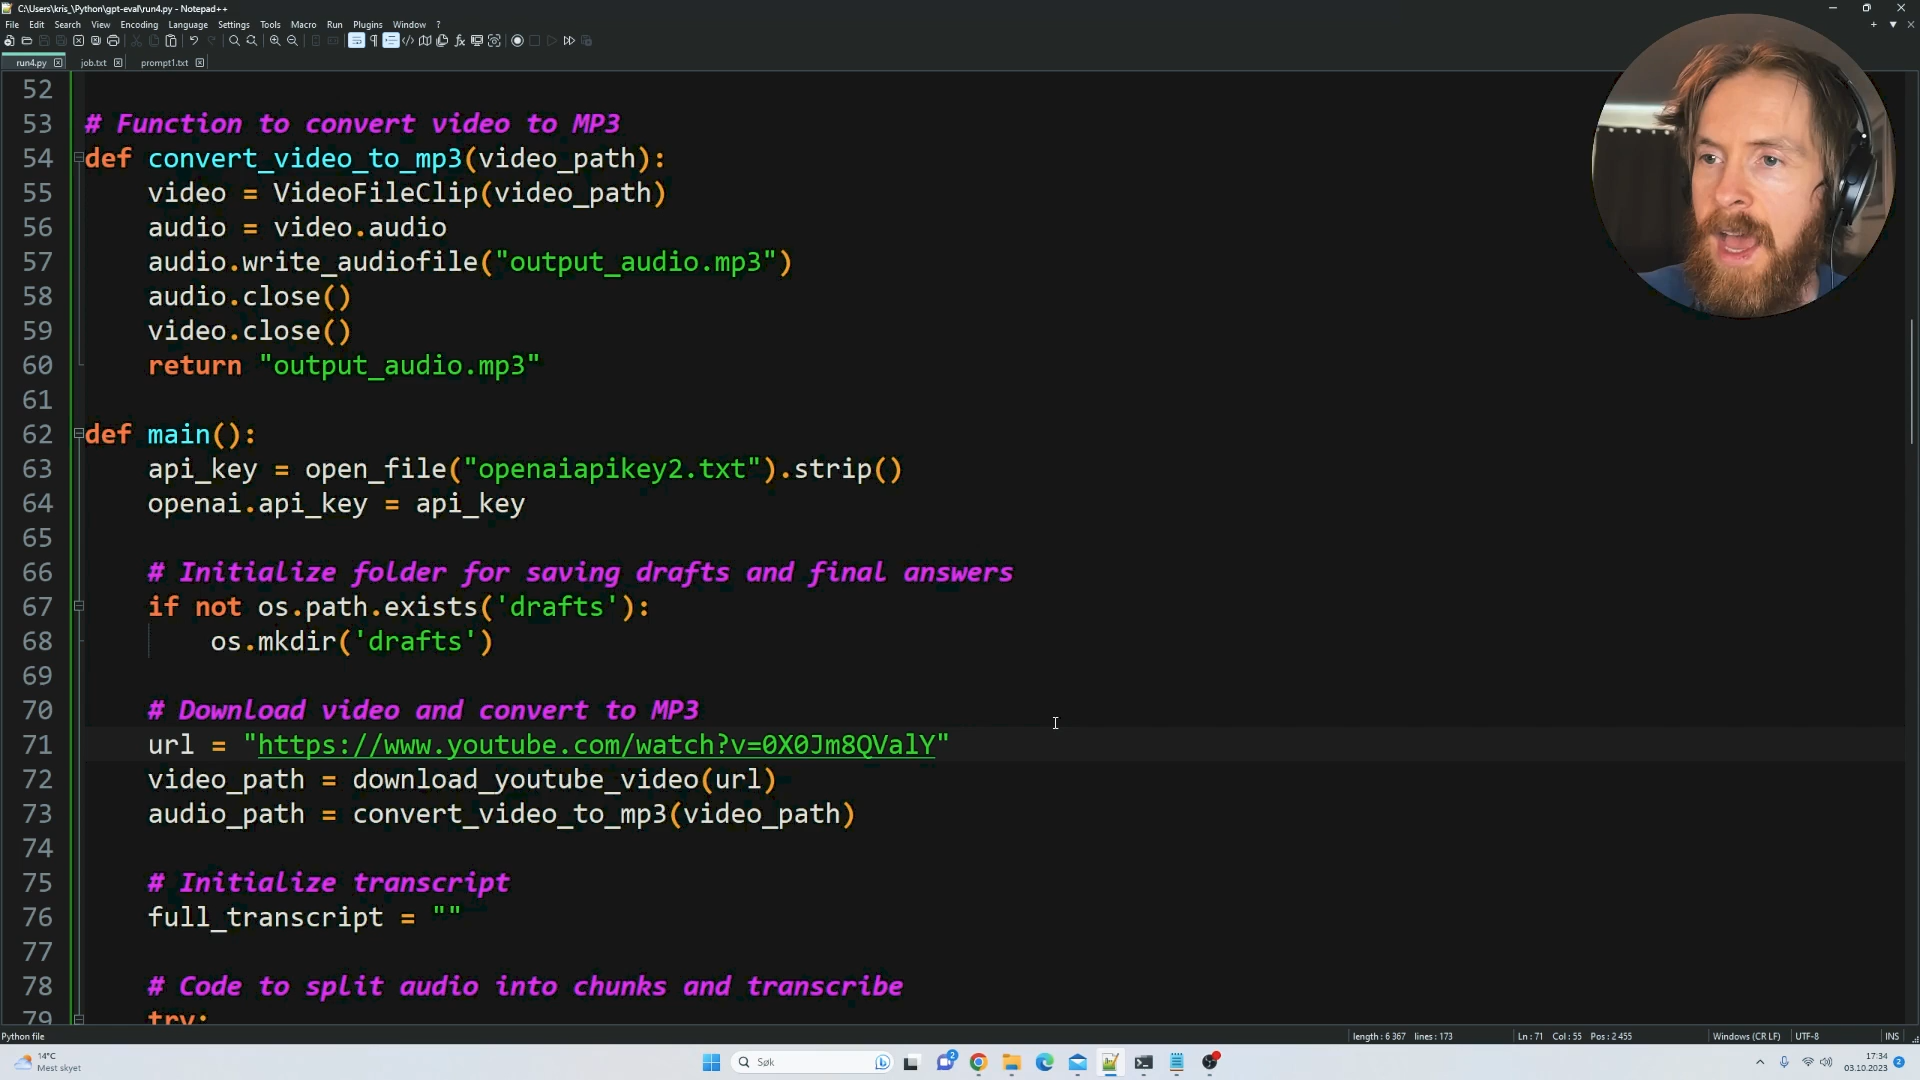 C:\Users\kris_\Python\gpt-eval\run4.py - Notepad++
File Edit Search View Encoding Language Settings Tools Macro Run Plugins Window ?
run4.py job.txt prompt1.txt
52
53 # Function to convert video to MP3
54 def convert_video_to_mp3(video_path):
55 video = VideoFileClip(video_path)
56 audio = video.audio
57 audio.write_audiofile("output_audio.mp3")
58 audio.close()
59 video.close()
60 return "output_audio.mp3"
61
62 def main():
63 api_key = open_file("openaiapikey2.txt").strip()
64 openai.api_key = api_key
65
66 # Initialize folder for saving drafts and final answers
67 if not os.path.exists('drafts'):
68 os.mkdir('drafts')
69
70 # Download video and convert to MP3
71 url = "https://www.youtube.com/watch?v=0X0Jm8QValY"
72 video_path = download_youtube_video(url)
73 audio_path = convert_video_to_mp3(video_path)
74
75 # Initialize transcript
76 full_transcript = ""
77
78 # Code to split audio into chunks and transcribe
79 try:
Python file length : 6 367 lines : 173 Ln : 71 Col : 55 Pos : 2 455 Windows (CR LF) UTF-8 INS
14°C
Mest skyet
Søk
2
17:34
03.10.2023
2